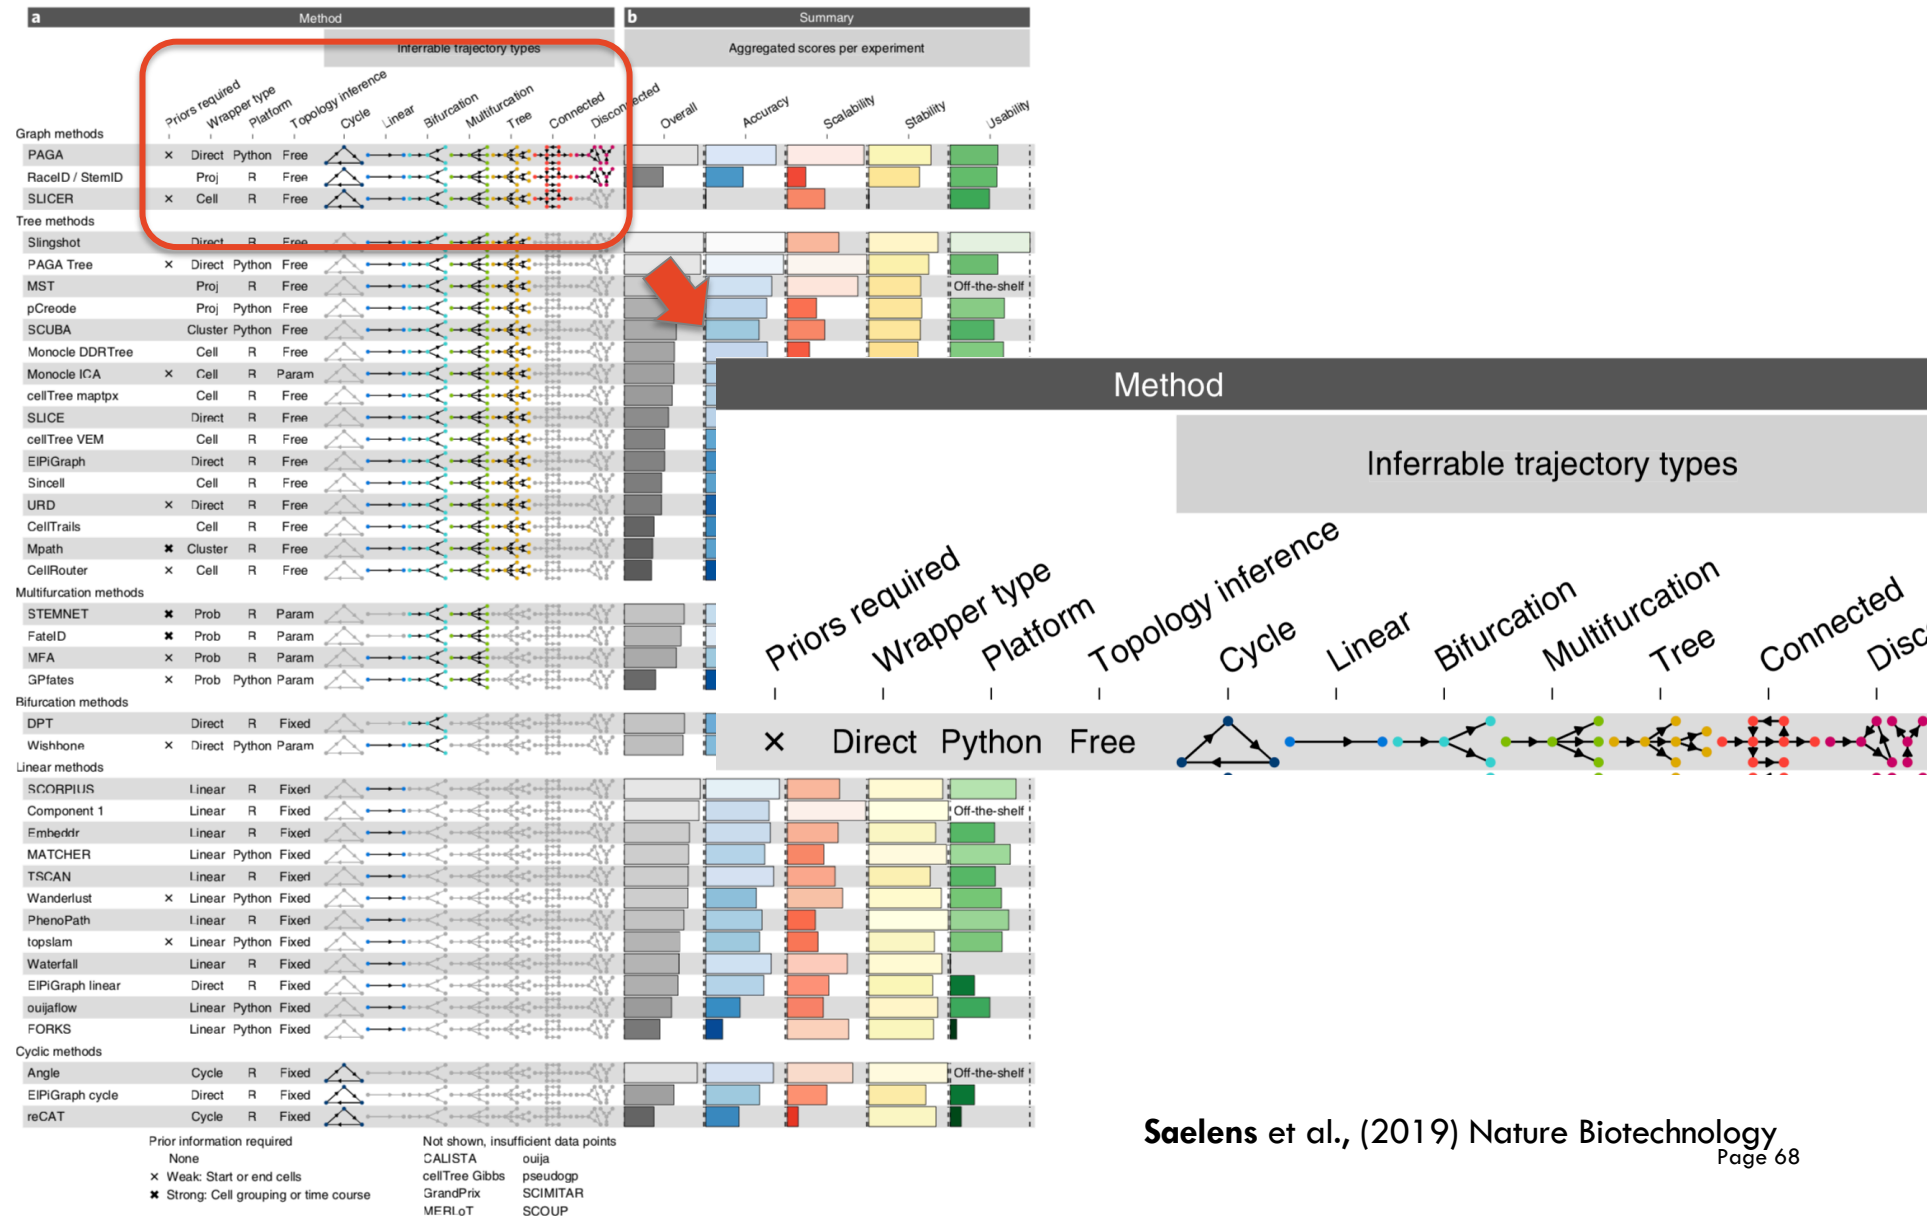 a Method b Summary
Inferrable trajectory types Aggregated scores per experiment
Priors required Wrapper type Platform Topology inference Cycle Linear Bifurcation Multifurcation Tree Connected Disconnected Overall Accuracy Scalability Stability Usability
Graph methods
PAGA × Direct Python Free
RaceID / StemID Proj R Free
SLICER × Cell R Free
Tree methods
Slingshot Direct R Free
PAGA Tree × Direct Python Free
MST Proj R Free Off-the-shelf
pCreode Proj Python Free
SCUBA Cluster Python Free
Monocle DDRTree Cell R Free
Monocle ICA × Cell R Param
cellTree maptpx Cell R Free
SLICE Direct R Free
cellTree VEM Cell R Free
ElPiGraph Direct R Free
Sincell Cell R Free
URD × Direct R Free
CellTrails Cell R Free
Mpath ✖ Cluster R Free
CellRouter × Cell R Free
Multifurcation methods
STEMNET ✖ Prob R Param
FateID ✖ Prob R Param
MFA × Prob R Param
GPfates × Prob Python Param
Bifurcation methods
DPT Direct R Fixed
Wishbone × Direct Python Param
Linear methods
SCORPIUS Linear R Fixed
Component 1 Linear R Fixed Off-the-shelf
Embeddr Linear R Fixed
MATCHER Linear Python Fixed
TSCAN Linear R Fixed
Wanderlust × Linear Python Fixed
PhenoPath Linear R Fixed
topslam × Linear Python Fixed
Waterfall Linear R Fixed
ElPiGraph linear Direct R Fixed
ouijaflow Linear Python Fixed
FORKS Linear Python Fixed
Cyclic methods
Angle Cycle R Fixed Off-the-shelf
ElPiGraph cycle Direct R Fixed
reCAT Cycle R Fixed
Prior information required
None
× Weak: Start or end cells
✖ Strong: Cell grouping or time course
Not shown, insufficient data points
CALISTA ouija
cellTree Gibbs pseudogp
GrandPrix SCIMITAR
MERLoT SCOUP
Method
Inferrable trajectory types
Priors required Wrapper type Platform Topology inference Cycle Linear Bifurcation Multifurcation Tree Connected Disc
× Direct Python Free
Saelens et al., (2019) Nature Biotechnology
Page 68